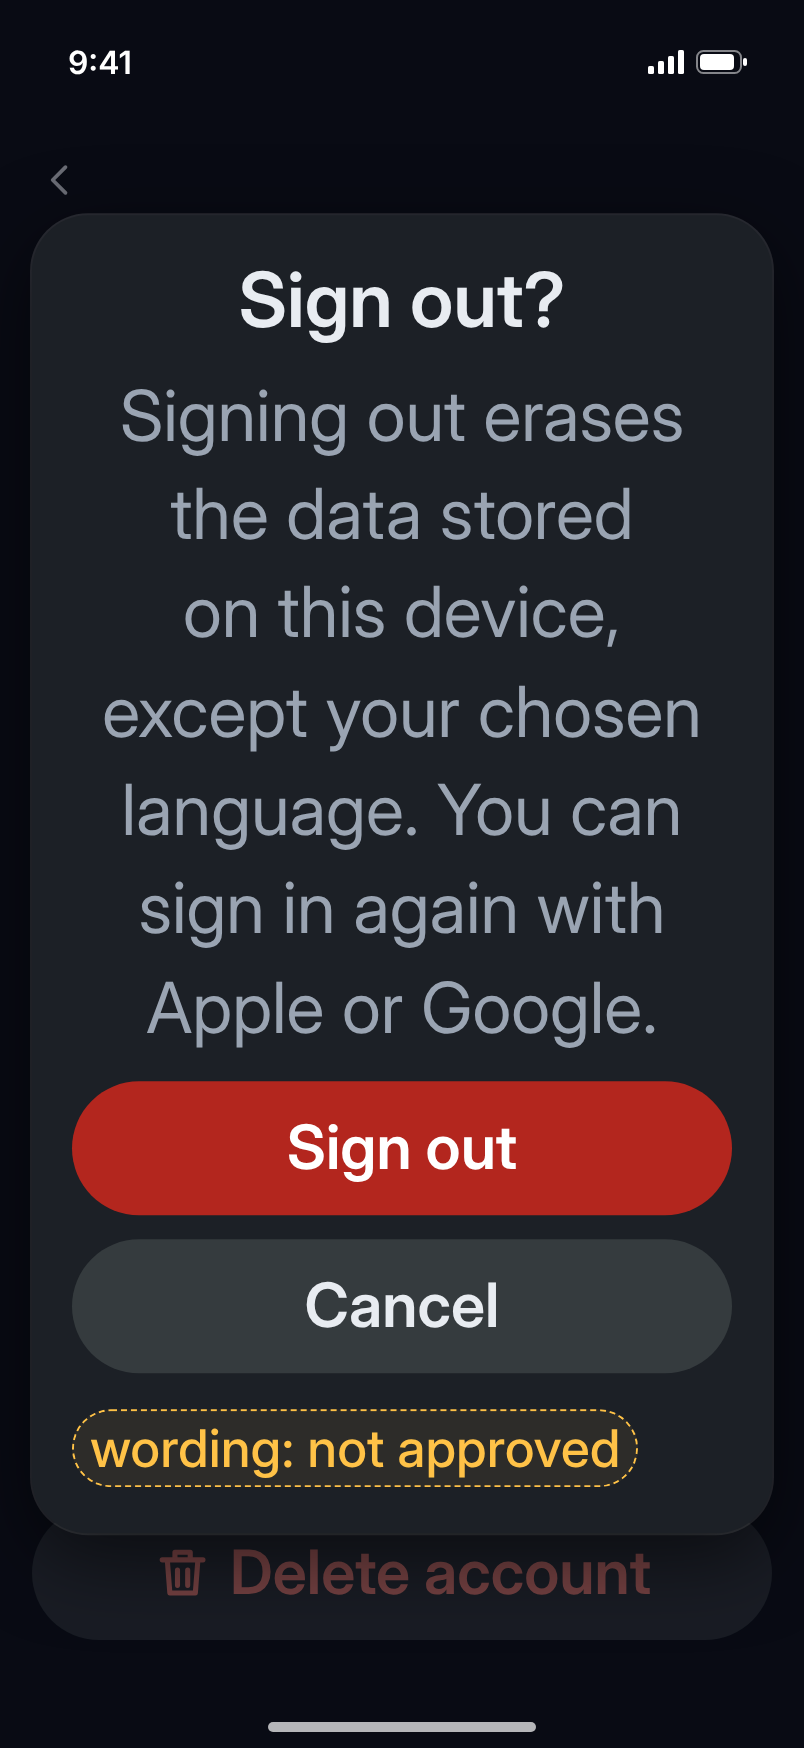 9:41
Sign out?
Signing out erases
the data stored
on this device,
except your chosen
language. You can
sign in again with
Apple or Google.
Sign out
Cancel
wording: not approved
Delete account